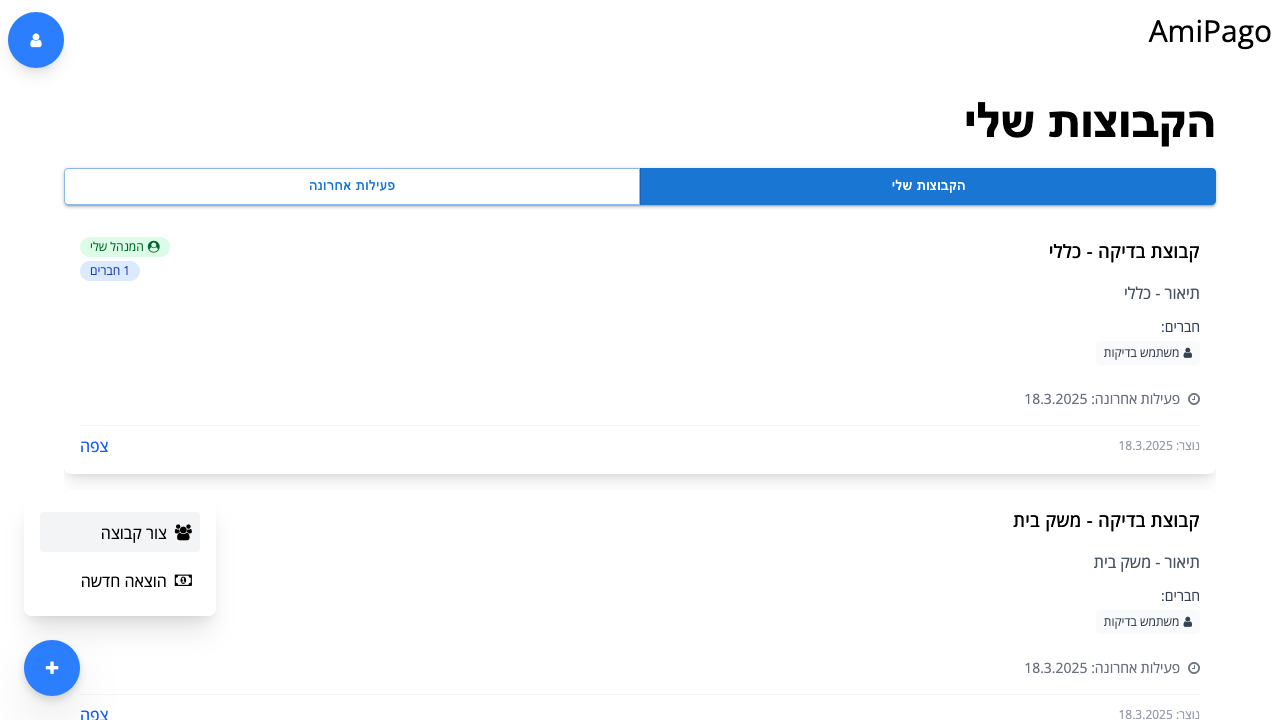 AmiPago
הקבוצות שלי
הקבוצות שלי
פעילות אחרונה
קבוצת בדיקה - כללי
המנהל שלי
1 חברים
תיאור - כללי
חברים:
משתמש בדיקות
פעילות אחרונה: 18.3.2025
נוצר: 18.3.2025
צפה
קבוצת בדיקה - משק בית
תיאור - משק בית
חברים:
משתמש בדיקות
פעילות אחרונה: 18.3.2025
נוצר: 18.3.2025
צפה
צור קבוצה
הוצאה חדשה